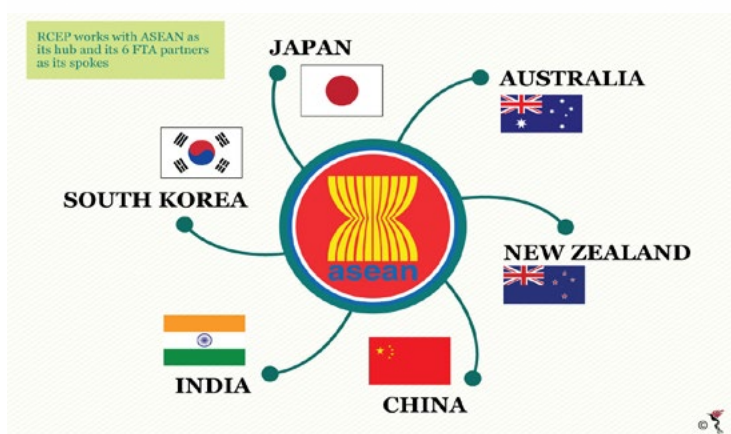 RCEP works with ASEAN as
its hub and its 6 FTA partners
as its spokes
JAPAN
AUSTRALIA
SOUTH KOREA
NEW ZEALAND
asean
INDIA
CHINA
©